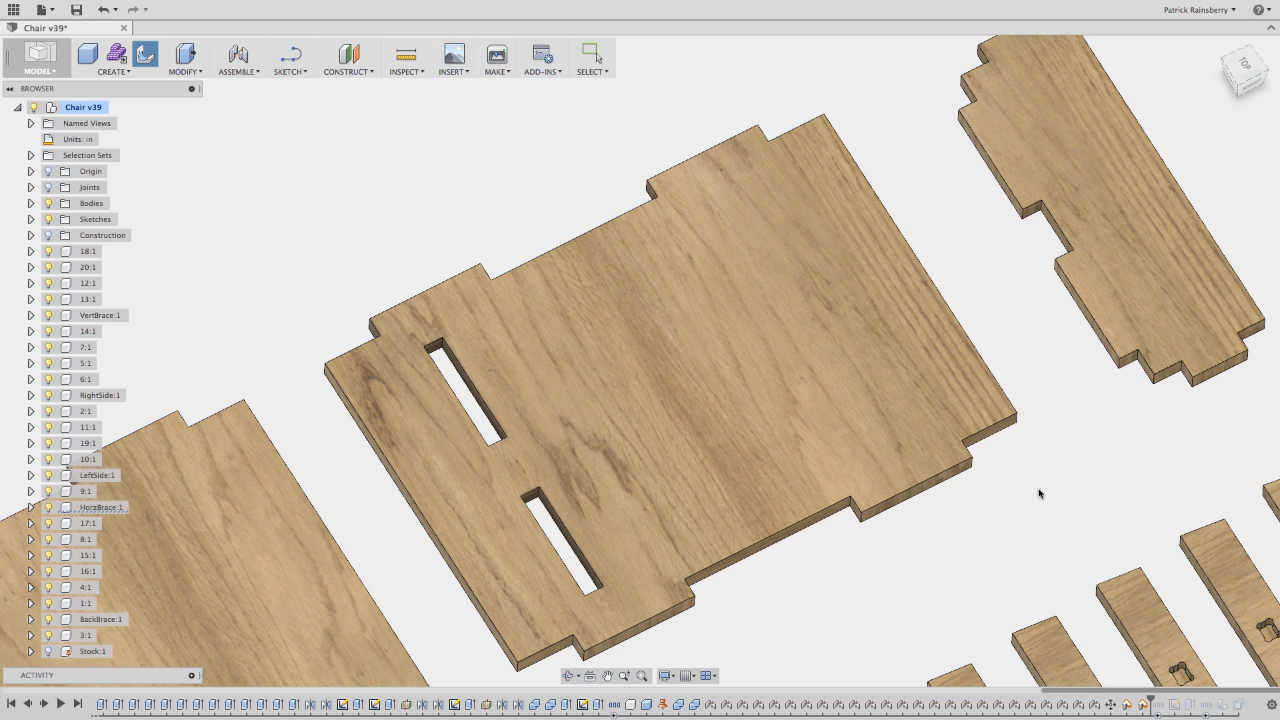 Patrick Rainsberry
Chair v39*
MODEL
CREATE
MODIFY
ASSEMBLE
SKETCH
CONSTRUCT
INSPECT
INSERT
MAKE
ADD-INS
SELECT
TOP
BROWSER
Chair v39
Named Views
Units: in
Selection Sets
Origin
Joints
Bodies
Sketches
Construction
18:1
20:1
12:1
13:1
VertBrace:1
14:1
7:1
5:1
6:1
RightSide:1
2:1
11:1
19:1
10:1
LeftSide:1
9:1
HorzBrace:1
17:1
8:1
15:1
16:1
4:1
1:1
BackBrace:1
3:1
Stock:1
ACTIVITY